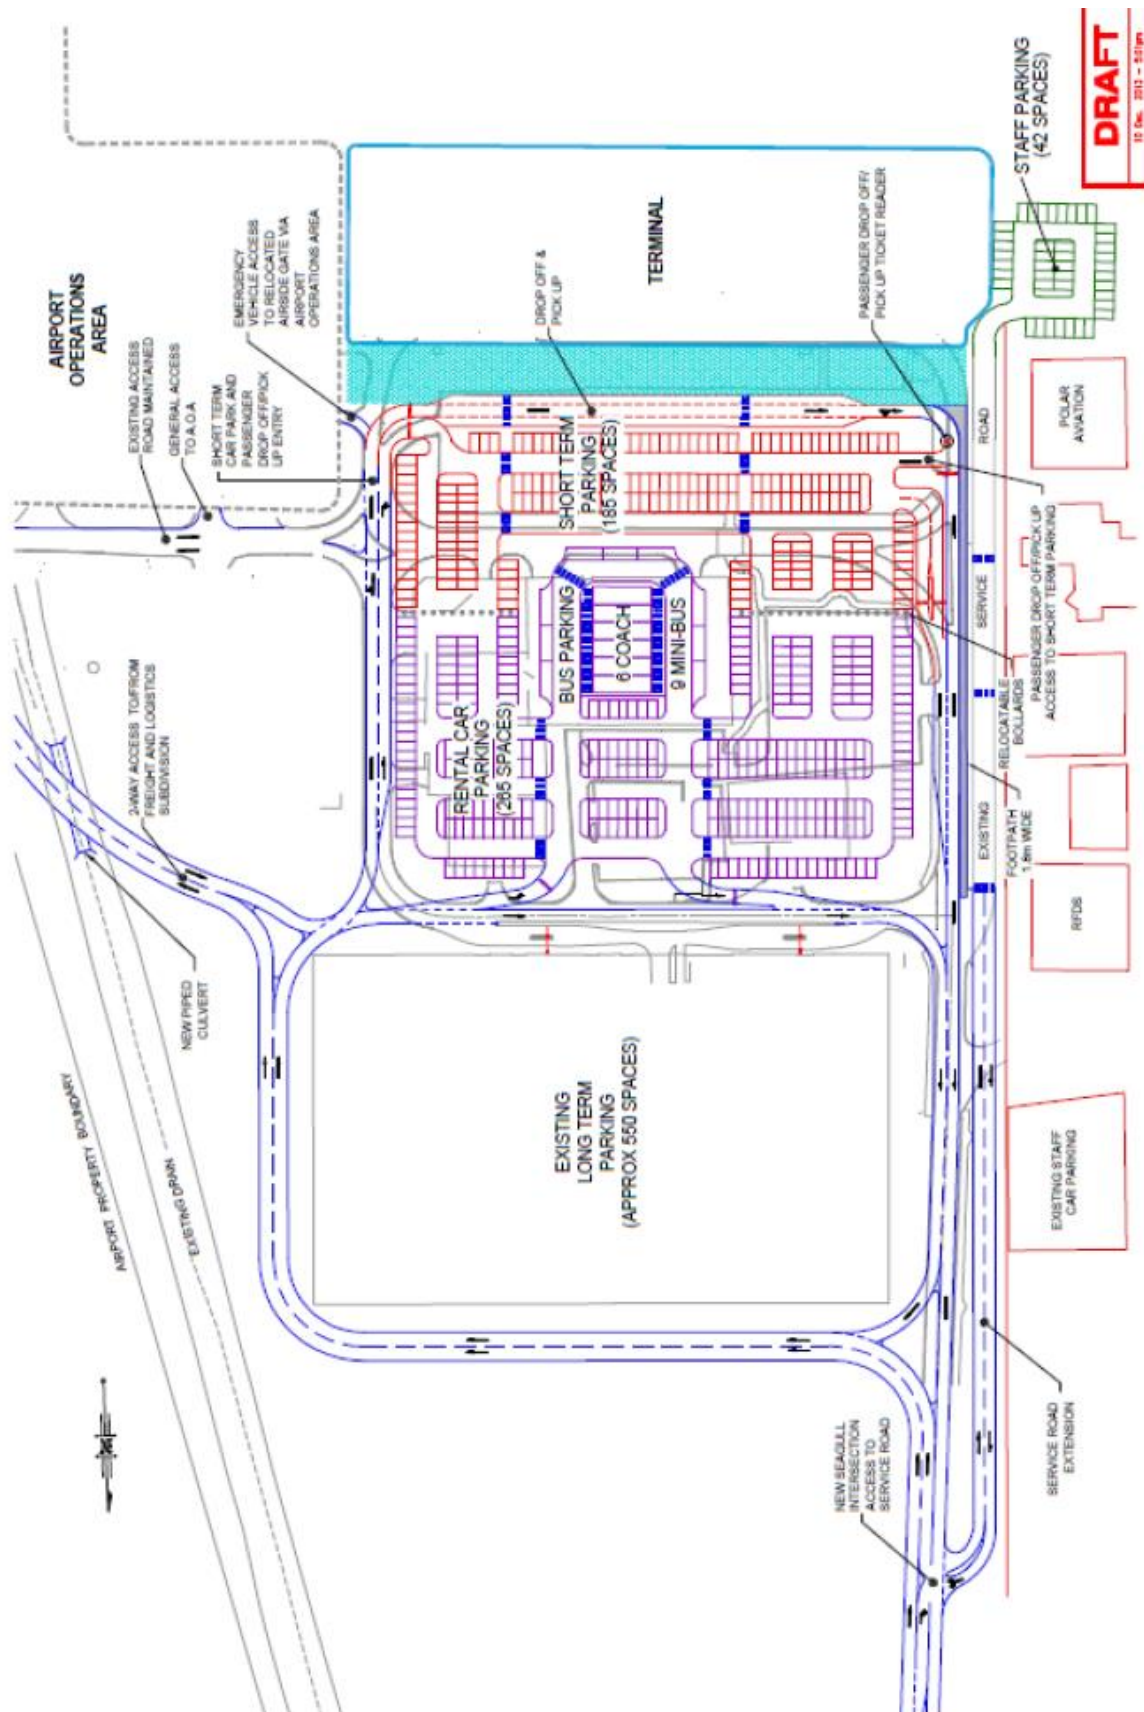 DRAFT
STAFF PARKING
(42 SPACES)
AIRPORT
OPERATIONS
AREA
EMERGENCY
VEHICLE ACCESS
TO RELOCATED
AIRSIDE GATE VIA
AIRPORT
OPERATIONS AREA
EXISTING ACCESS
ROAD MAINTAINED
GENERAL ACCESS
TO A.O.A
SHORT TERM
CAR PARK AND
PASSENGER
DROP OFF/PICK
UP ENTRY
DROP OFF &
PICK UP
TERMINAL
PASSENGER DROP OFF/
PICK UP TICKET READER
POLAR
AVIATION
SHORT TERM
PARKING
(185 SPACES)
BUS PARKING
6 COACH
9 MINI-BUS
RENTAL CAR
PARKING
(265 SPACES)
2-WAY ACCESS TO/FROM
FREIGHT AND LOGISTICS
SUBDIVISION
PASSENGER DROP OFF/PICK UP
ACCESS TO SHORT TERM PARKING
RELOCATABLE
BOLLARDS
EXISTING SERVICE ROAD
FOOTPATH
1.8m WIDE
RFDS
NEW PIPED
CULVERT
AIRPORT PROPERTY BOUNDARY
EXISTING DRAIN
EXISTING
LONG TERM
PARKING
(APPROX 550 SPACES)
EXISTING STAFF
CAR PARKING
NEW SEAGULL
INTERSECTION
ACCESS TO
SERVICE ROAD
SERVICE ROAD
EXTENSION